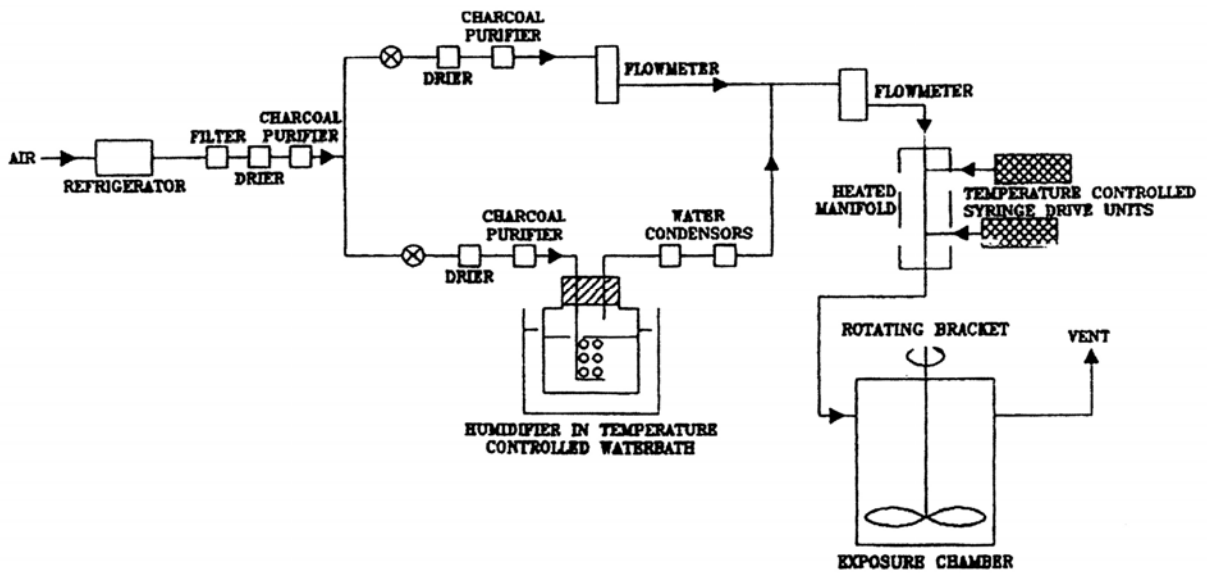 CHARCOAL
PURIFIER
DRIER
FLOWMETER
FLOWMETER
AIR
REFRIGERATOR
FILTER
CHARCOAL
PURIFIER
DRIER
HEATED
MANIFOLD
TEMPERATURE CONTROLLED
SYRINGE DRIVE UNITS
CHARCOAL
PURIFIER
DRIER
WATER
CONDENSORS
HUMIDIFIER IN TEMPERATURE
CONTROLLED WATERBATH
ROTATING BRACKET
VENT
EXPOSURE CHAMBER